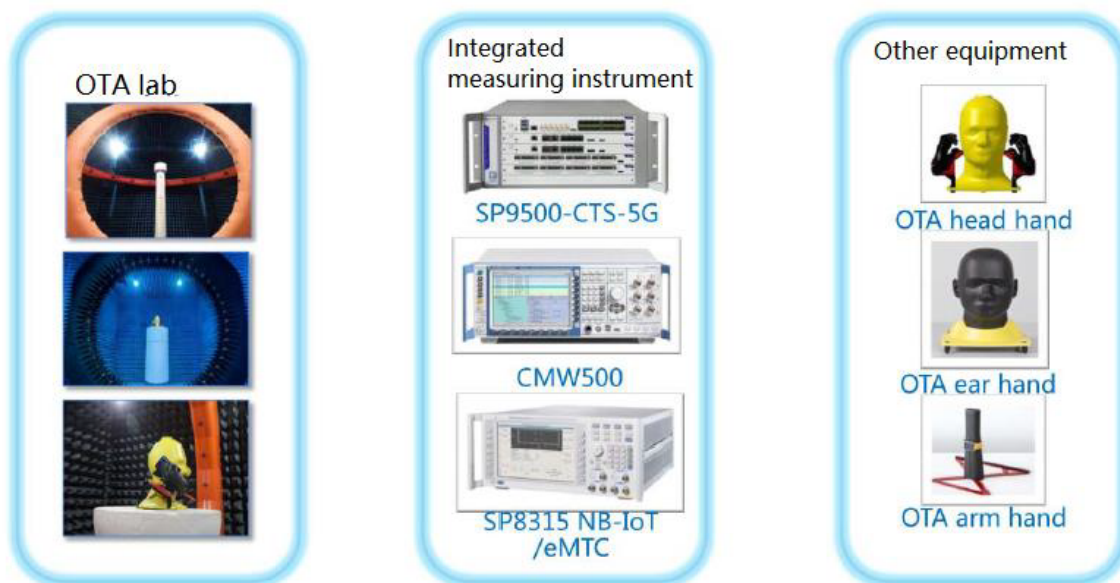 OTA lab
Integrated
measuring instrument
SP9500-CTS-5G
CMW500
SP8315 NB-IoT
/eMTC
Other equipment
OTA head hand
OTA ear hand
OTA arm hand